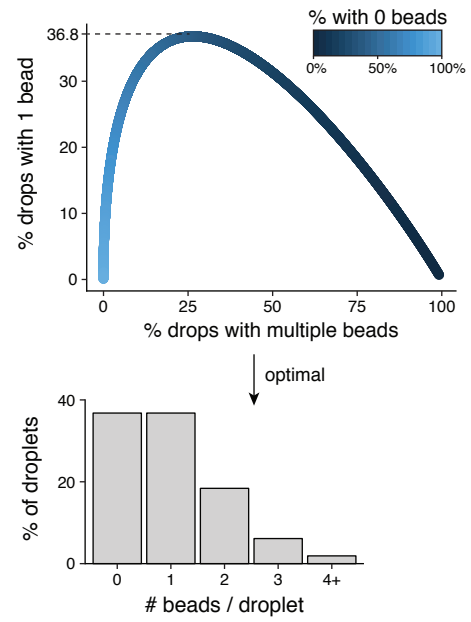 % with 0 beads
0% 50% 100%
36.8
30
20
10
0
% drops with 1 bead
0 25 50 75 100
% drops with multiple beads
optimal
40
20
0
% of droplets
0 1 2 3 4+
# beads / droplet